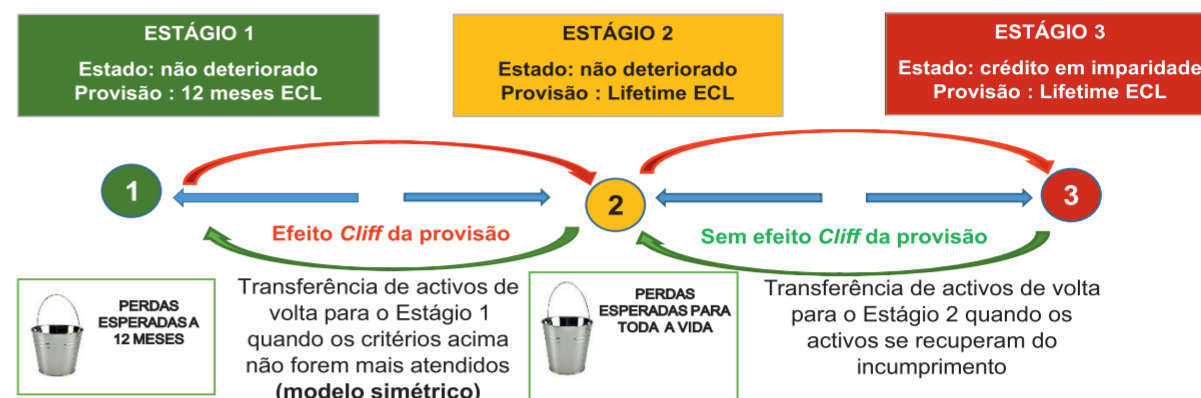 ESTÁGIO 1
Estado: não deteriorado
Provisão : 12 meses ECL
ESTÁGIO 2
Estado: não deteriorado
Provisão : Lifetime ECL
ESTÁGIO 3
Estado: crédito em imparidade
Provisão : Lifetime ECL
1
2
3
Efeito Cliff da provisão
Sem efeito Cliff da provisão
PERDAS
ESPERADAS A
12 MESES
Transferência de activos de
volta para o Estágio 1
quando os critérios acima
não forem mais atendidos
(modelo simétrico)
PERDAS
ESPERADAS PARA
TODA A VIDA
Transferência de activos de volta
para o Estágio 2 quando os
activos se recuperam do
incumprimento